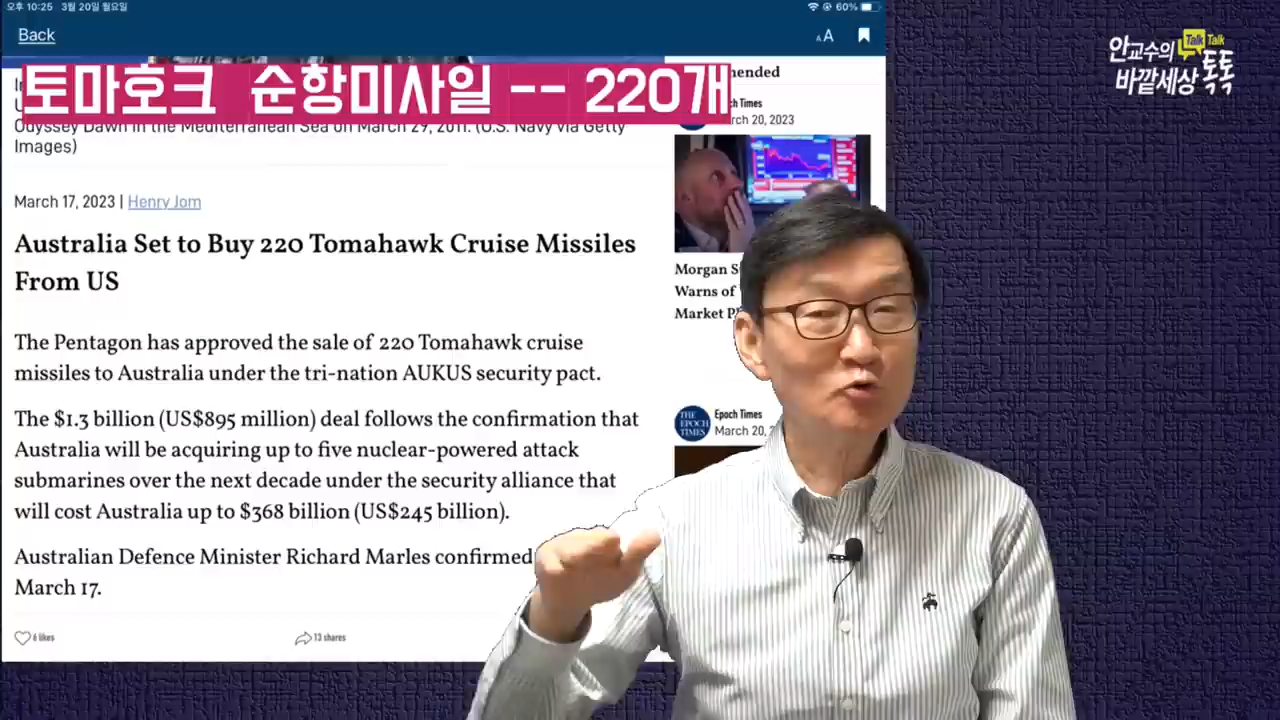 오후 10:25 3월 20일 월요일
60%
Back
AA
안교수의 Talk Talk
바깥세상 톡톡
토마호크 순항미사일 -- 220개
Odyssey Dawn in the Mediterranean Sea on March 29, 2011. (U.S. Navy via Getty
Images)
March 17, 2023 | Henry Jom
Australia Set to Buy 220 Tomahawk Cruise Missiles
From US
The Pentagon has approved the sale of 220 Tomahawk cruise
missiles to Australia under the tri-nation AUKUS security pact.
The $1.3 billion (US$895 million) deal follows the confirmation that
Australia will be acquiring up to five nuclear-powered attack
submarines over the next decade under the security alliance that
will cost Australia up to $368 billion (US$245 billion).
Australian Defence Minister Richard Marles confirmed
March 17.
6 likes
13 shares
20, 2023
Morgan
Warns of
Market
THE
EPOCH
TIMES
Epoch Times
March 20,